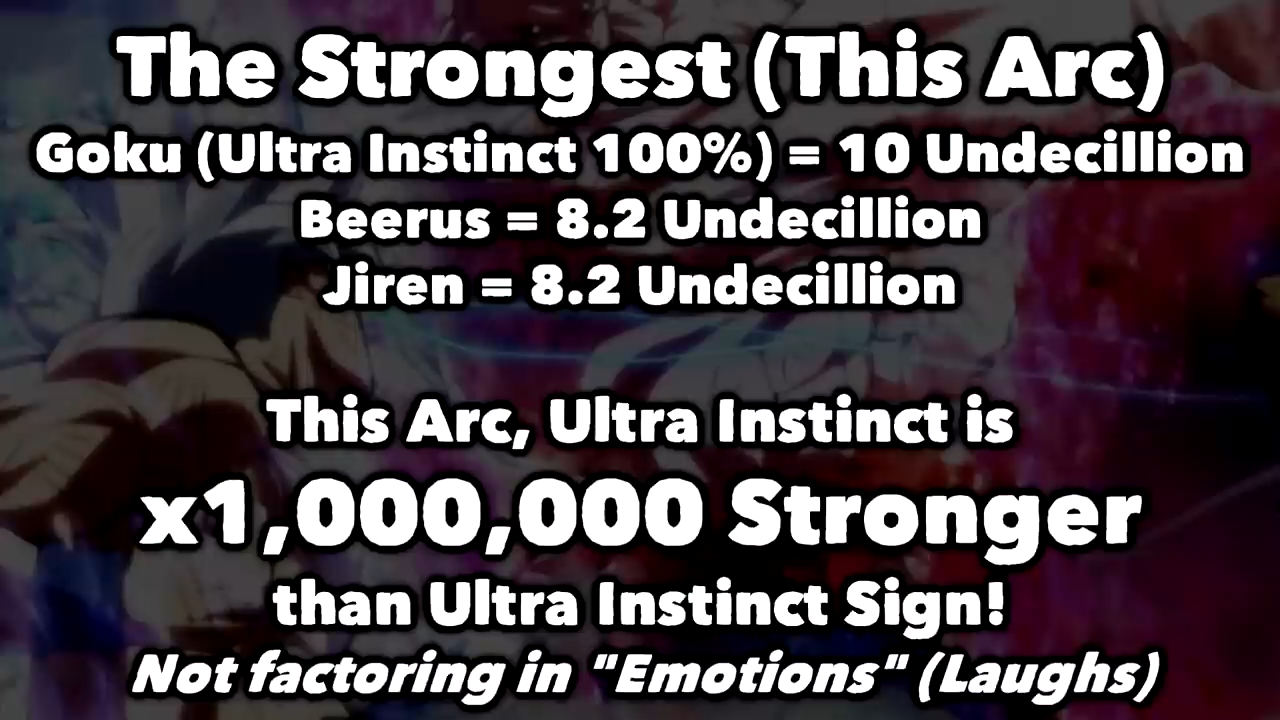 The Strongest (This Arc)
Goku (Ultra Instinct 100%) = 10 Undecillion
Beerus = 8.2 Undecillion
Jiren = 8.2 Undecillion
This Arc, Ultra Instinct is
x1,000,000 Stronger
than Ultra Instinct Sign!
Not factoring in "Emotions" (Laughs)